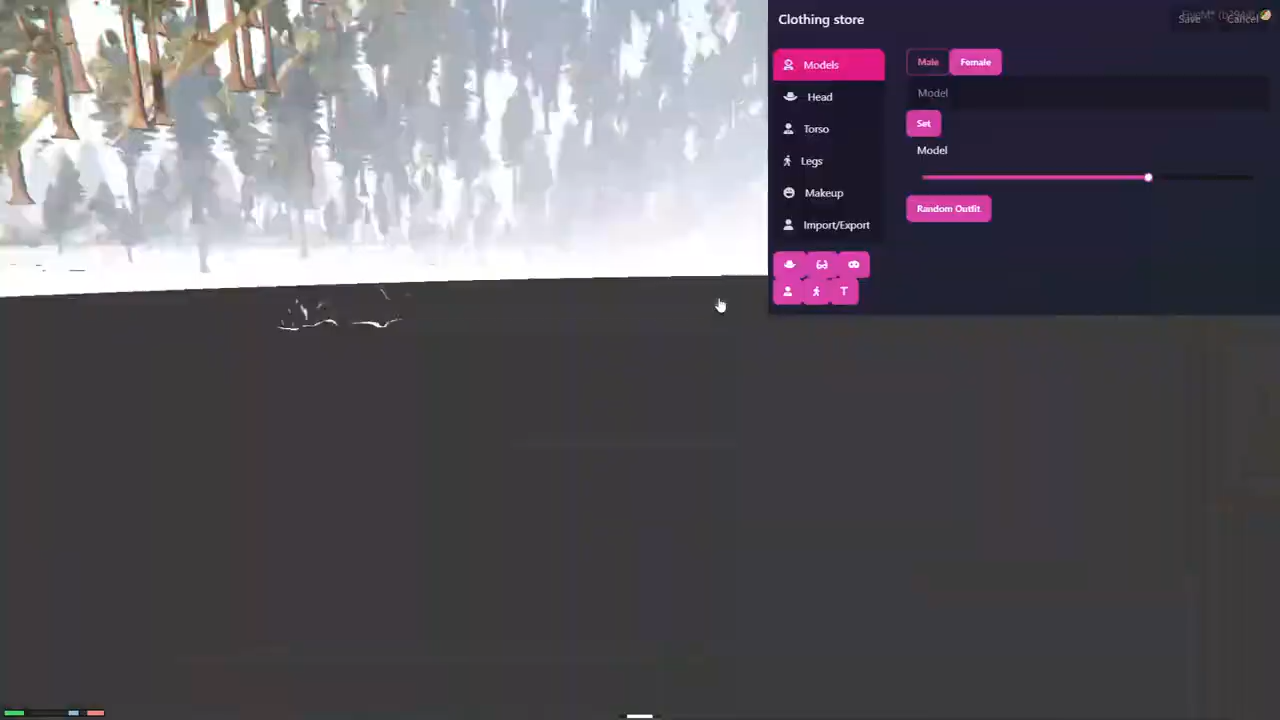 Clothing store
Save
Cancel
Models
Head
Torso
Legs
Makeup
Import/Export
Male
Female
Model
Set
Model
Random Outfit
T